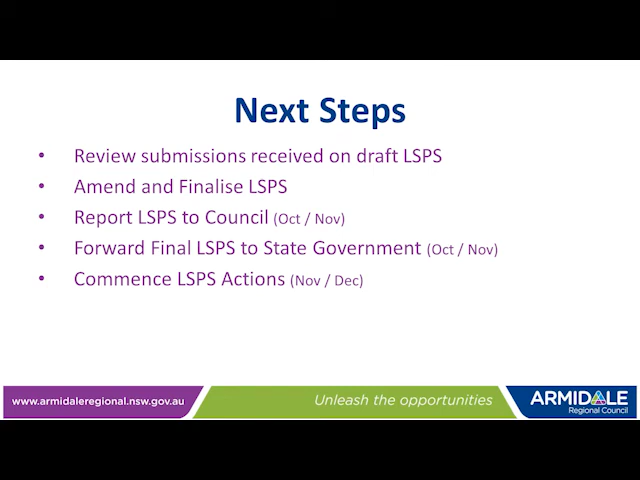 Next Steps
• Review submissions received on draft LSPS
• Amend and Finalise LSPS
• Report LSPS to Council (Oct / Nov)
• Forward Final LSPS to State Government (Oct / Nov)
• Commence LSPS Actions (Nov / Dec)
www.armidaleregional.nsw.gov.au
Unleash the opportunities
ARMIDALE
Regional Council